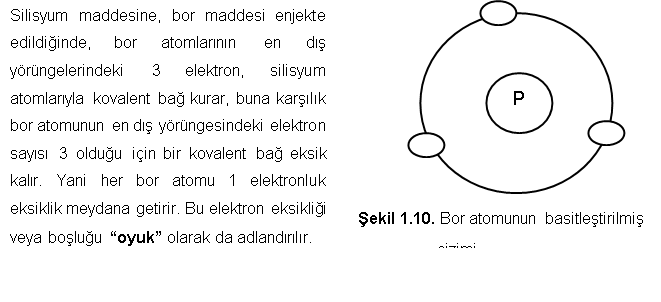 Silisyum maddesine, bor maddesi enjekte
edildiğinde, bor atomlarının en dış
yörüngelerindeki 3 elektron, silisyum
atomlarıyla kovalent bağ kurar, buna karşılık
bor atomunun en dış yörüngesindeki elektron
sayısı 3 olduğu için bir kovalent bağ eksik
kalır. Yani her bor atomu 1 elektronluk
eksiklik meydana getirir. Bu elektron eksikliği
veya boşluğu “oyuk” olarak da adlandırılır.
P
Şekil 1.10. Bor atomunun basitleştirilmiş